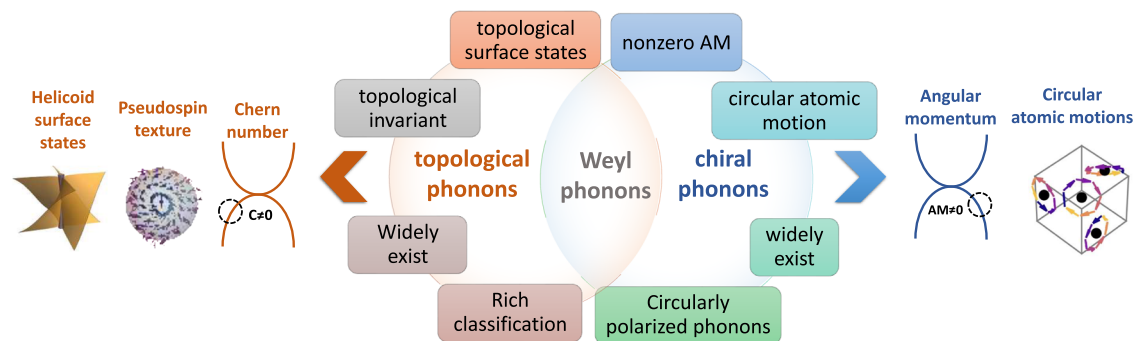 Helicoid
surface
states
Pseudospin
texture
Chern
number
C≠0
topological
surface states
topological
invariant
topological
phonons
Widely
exist
Rich
classification
Weyl
phonons
nonzero AM
circular atomic
motion
chiral
phonons
widely
exist
Circularly
polarized phonons
Angular
momentum
AM≠0
Circular
atomic motions